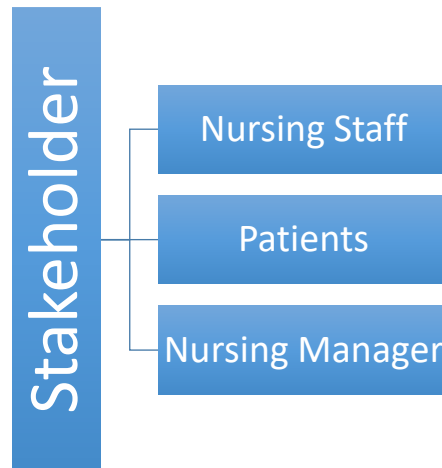 Stakeholder
Nursing Staff
Patients
Nursing Manager